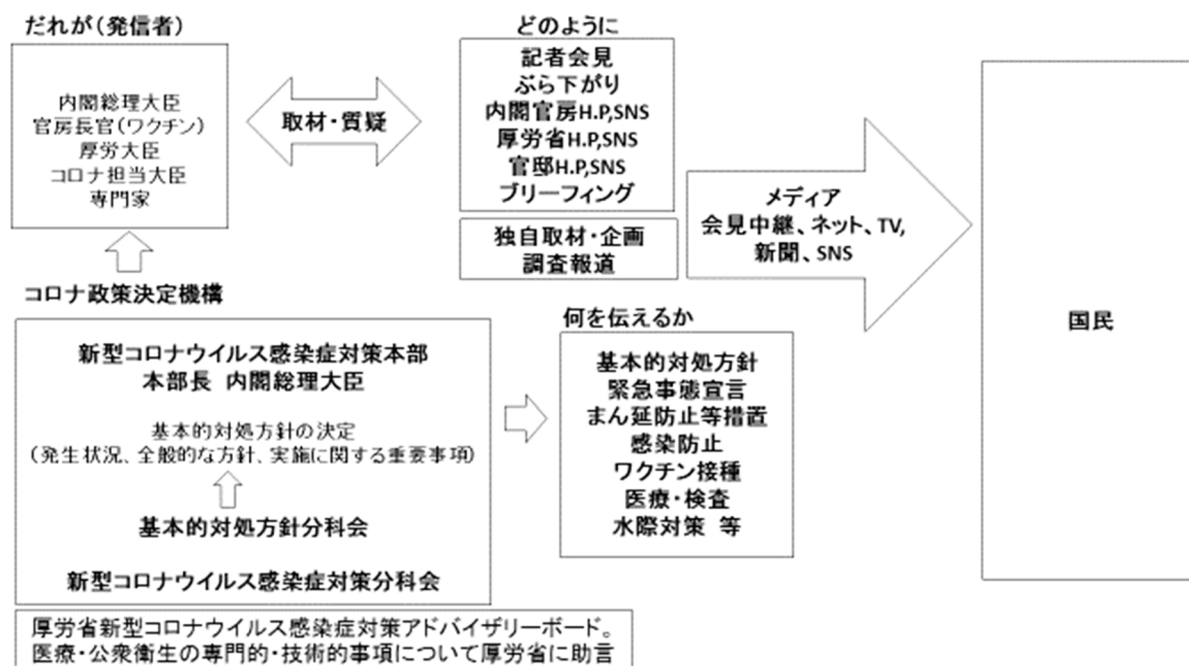 だれが(発信者)
内閣総理大臣
官房長官(ワクチン)
厚労大臣
コロナ担当大臣
専門家
取材・質疑
どのように
記者会見
ぶら下がり
内閣官房H.P,SNS
厚労省H.P,SNS
官邸H.P,SNS
ブリーフィング
独自取材・企画
調査報道
メディア
会見中継、ネット、TV,
新聞、SNS
国民
コロナ政策決定機構
新型コロナウイルス感染症対策本部
本部長 内閣総理大臣
基本的対処方針の決定
(発生状況、全般的な方針、実施に関する重要事項)
基本的対処方針分科会
新型コロナウイルス感染症対策分科会
厚労省新型コロナウイルス感染症対策アドバイザリーボード。
医療・公衆衛生の専門的・技術的事項について厚労省に助言
何を伝えるか
基本的対処方針
緊急事態宣言
まん延防止等措置
感染防止
ワクチン接種
医療・検査
水際対策 等